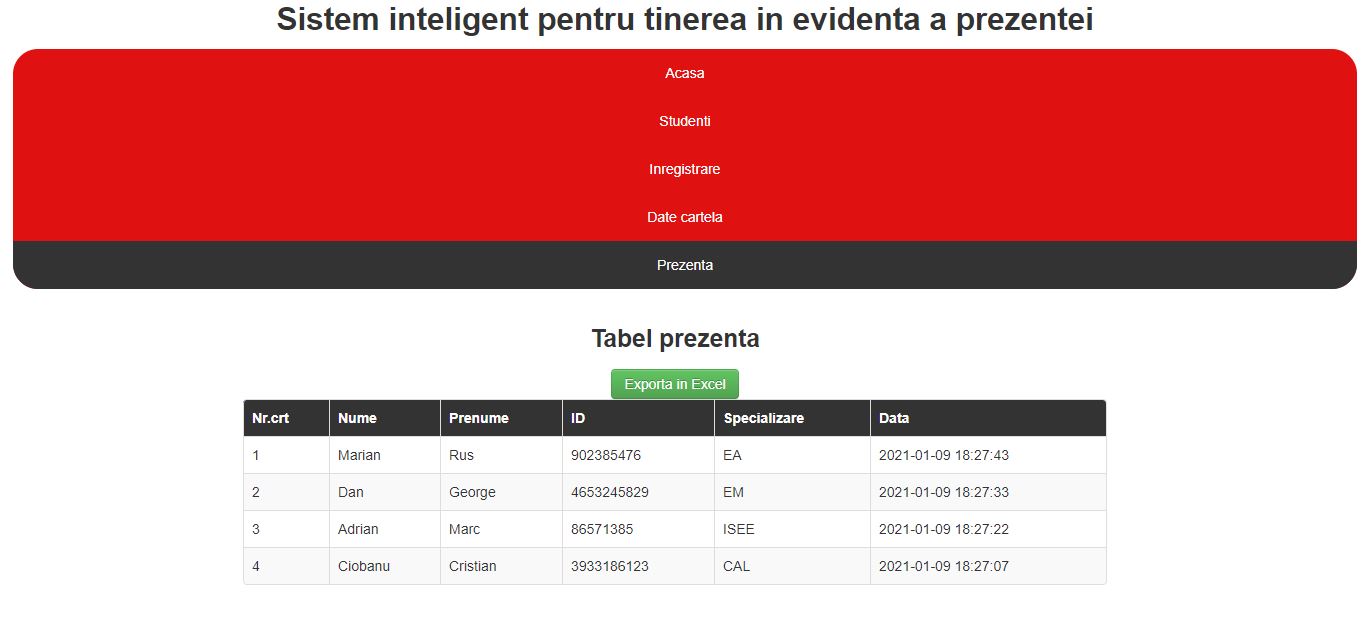 Sistem inteligent pentru tinerea in evidenta a prezentei
Acasa
Studenti
Inregistrare
Date cartela
Prezenta
Tabel prezenta
Exporta in Excel
Nr.crt Nume Prenume ID Specializare Data
1 Marian Rus 902385476 EA 2021-01-09 18:27:43
2 Dan George 4653245829 EM 2021-01-09 18:27:33
3 Adrian Marc 86571385 ISEE 2021-01-09 18:27:22
4 Ciobanu Cristian 3933186123 CAL 2021-01-09 18:27:07